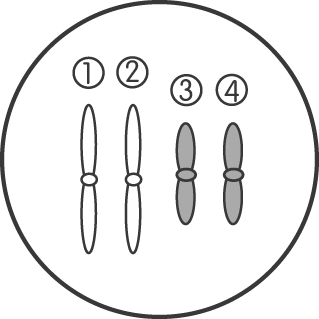 ① ②
③ ④